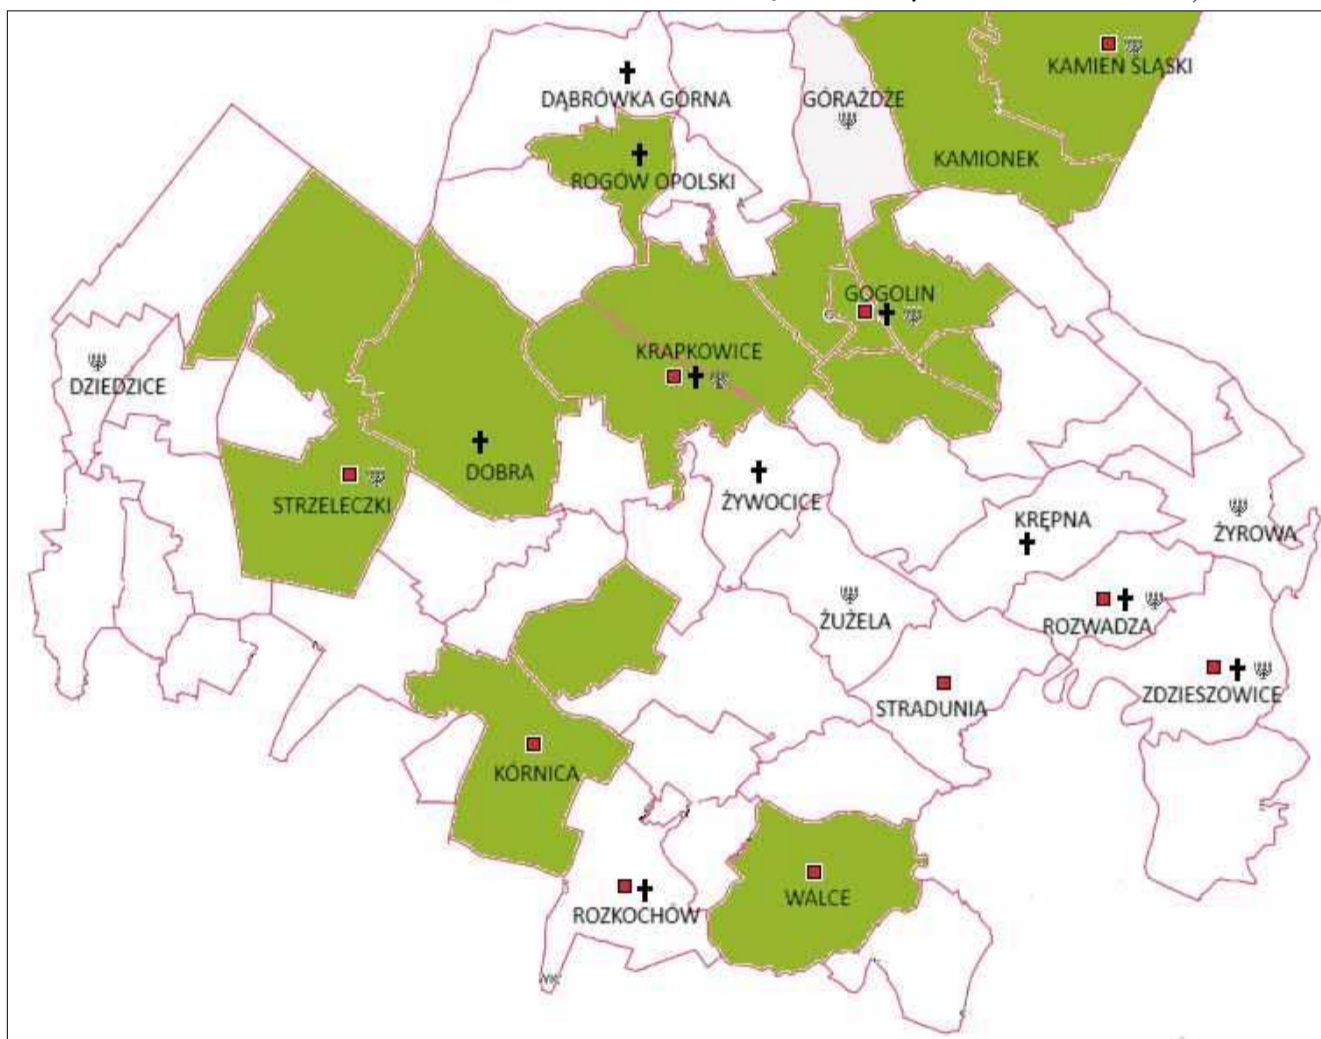 KAMIEŃ ŚLĄSKI
DĄBRÓWKA GÓRNA
GÓRAŻDŻE
KAMIONEK
ROGÓW OPOLSKI
GOGOLIN
KRAPKOWICE
DZIEDZICE
DOBRA
STRZELECZKI
ŻYWOCICE
KRĘPNA
ŻYROWA
ŻUŻELA
ROZWADZA
ZDZIESZOWICE
STRADUNIA
KÓRNICA
WALCE
ROZKOCHÓW